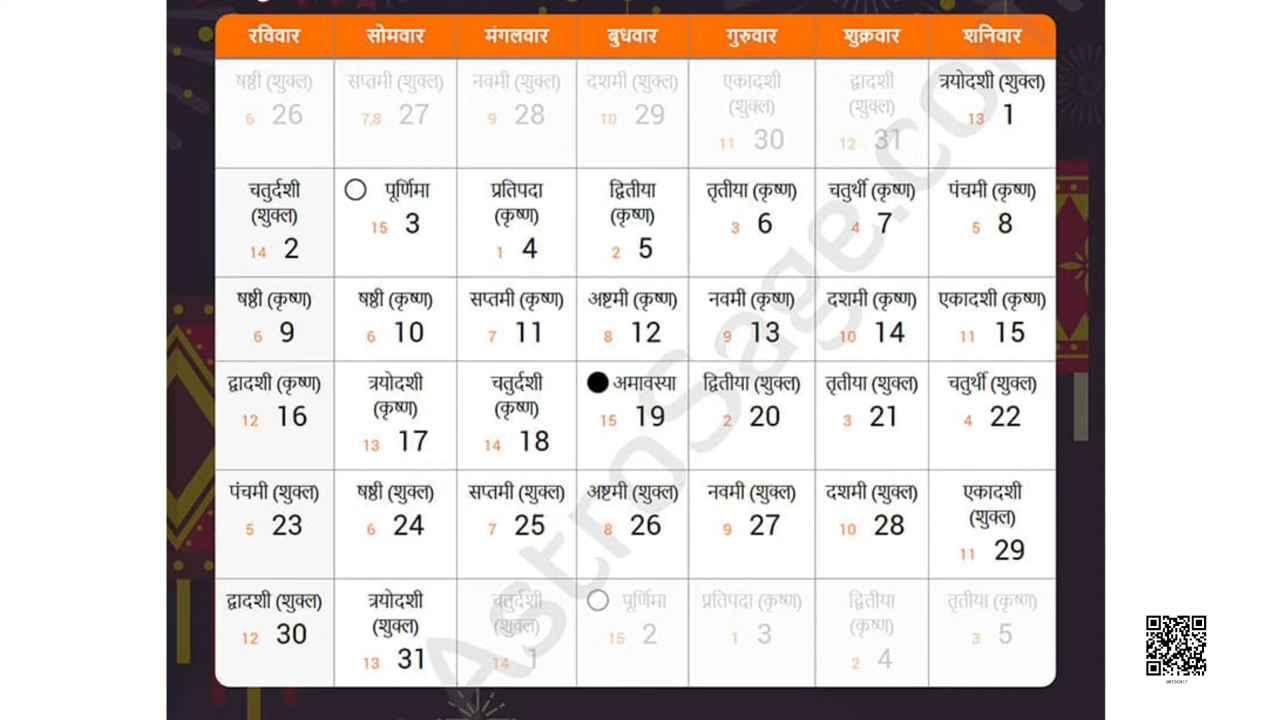 रविवार सोमवार मंगलवार बुधवार गुरुवार शुक्रवार शनिवार
षष्ठी (शुक्ल) सप्तमी (शुक्ल) नवमी (शुक्ल) दशमी (शुक्ल) एकादशी द्वादशी त्रयोदशी (शुक्ल)
6 26 7,8 27 9 28 10 29 (शुक्ल) (शुक्ल) 13 1
11 30 12 31
चतुर्दशी पूर्णिमा प्रतिपदा द्वितीया तृतीया (कृष्ण) चतुर्थी (कृष्ण) पंचमी (कृष्ण)
(शुक्ल) 15 3 (कृष्ण) (कृष्ण) 3 6 4 7 5 8
14 2 1 4 2 5
षष्ठी (कृष्ण) षष्ठी (कृष्ण) सप्तमी (कृष्ण) अष्टमी (कृष्ण) नवमी (कृष्ण) दशमी (कृष्ण) एकादशी (कृष्ण)
6 9 6 10 7 11 8 12 9 13 10 14 11 15
द्वादशी (कृष्ण) त्रयोदशी चतुर्दशी अमावस्या द्वितीया (शुक्ल) तृतीया (शुक्ल) चतुर्थी (शुक्ल)
12 16 (कृष्ण) (कृष्ण) 15 19 2 20 3 21 4 22
13 17 14 18
पंचमी (शुक्ल) षष्ठी (शुक्ल) सप्तमी (शुक्ल) अष्टमी (शुक्ल) नवमी (शुक्ल) दशमी (शुक्ल) एकादशी
5 23 6 24 7 25 8 26 9 27 10 28 (शुक्ल)
11 29
द्वादशी (शुक्ल) त्रयोदशी चतुर्दशी पूर्णिमा प्रतिपदा (कृष्ण) द्वितीया तृतीया (कृष्ण)
12 30 (शुक्ल) (शुक्ल) 15 2 1 3 (कृष्ण) 3 5
13 31 14 1 2 4
AstroSage.com